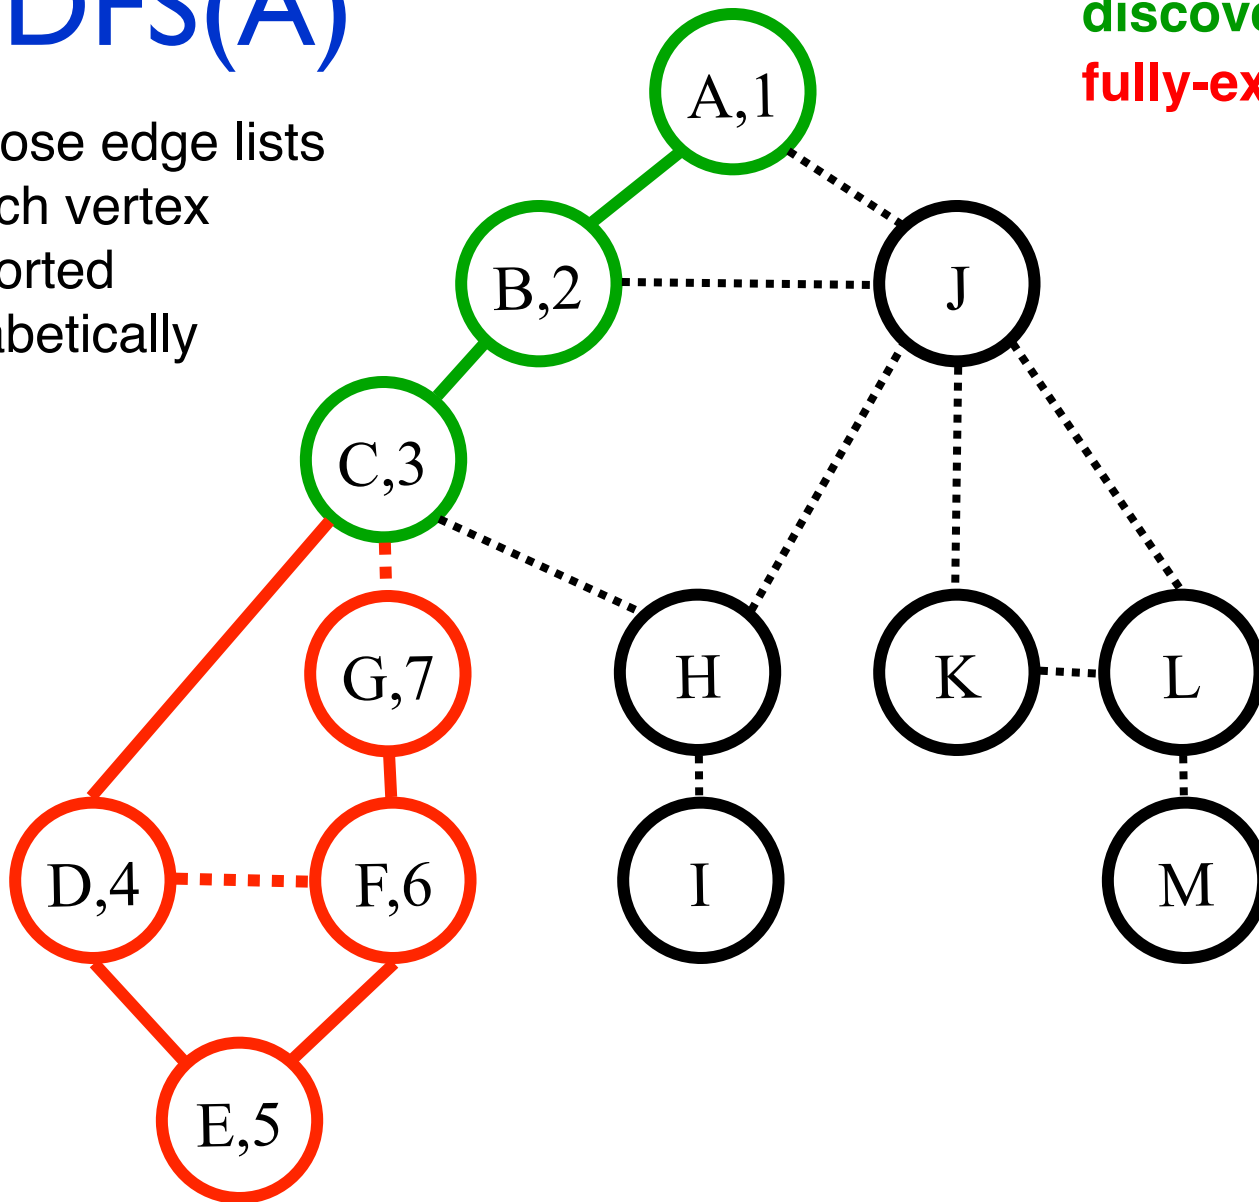 DFS(A)
discove
fully-ex
ose edge lists
ch vertex
orted
abetically
A,1
B,2
J
C,3
G,7
H
K
L
D,4
F,6
I
M
E,5